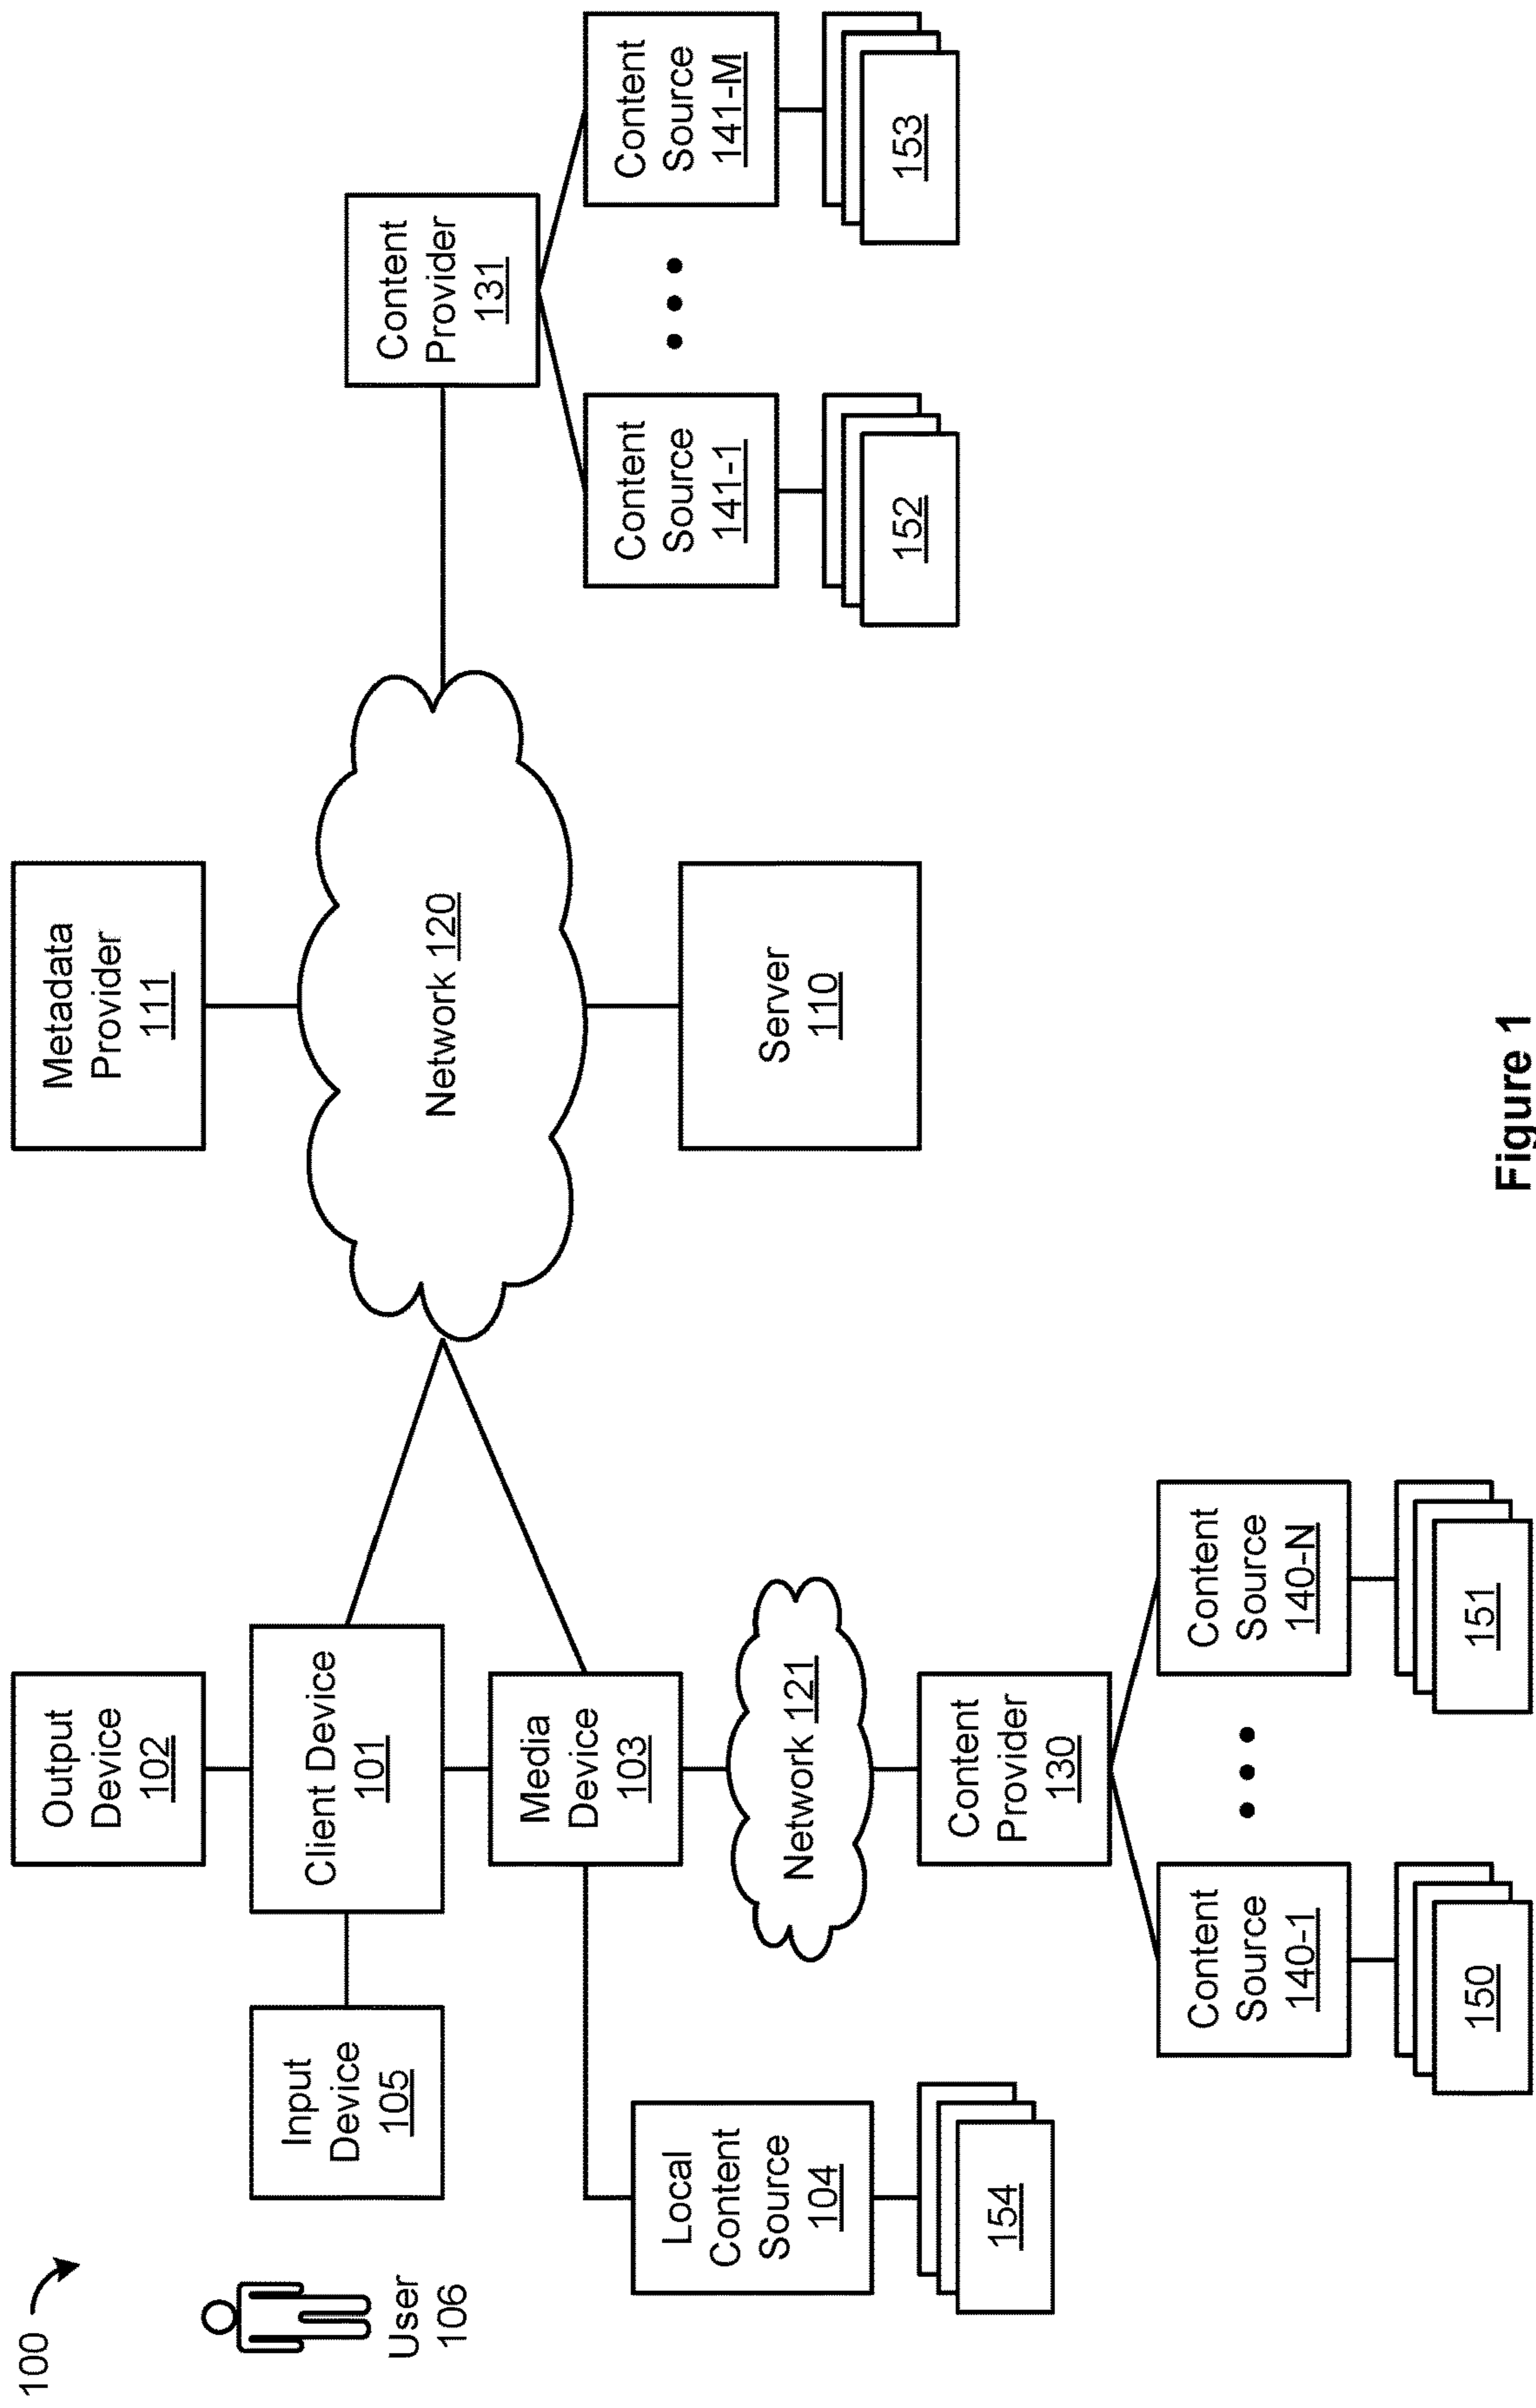 100
User
106
Input
Device
105
Output
Device
102
Client Device
101
Media
Device
103
Local
Content
Source
104
154
Network 121
Content
Provider
130
Content
Source
140-1
150
Content
Source
140-N
151
Metadata
Provider
111
Network 120
Server
110
Content
Provider
131
Content
Source
141-1
152
Content
Source
141-M
153
Figure 1